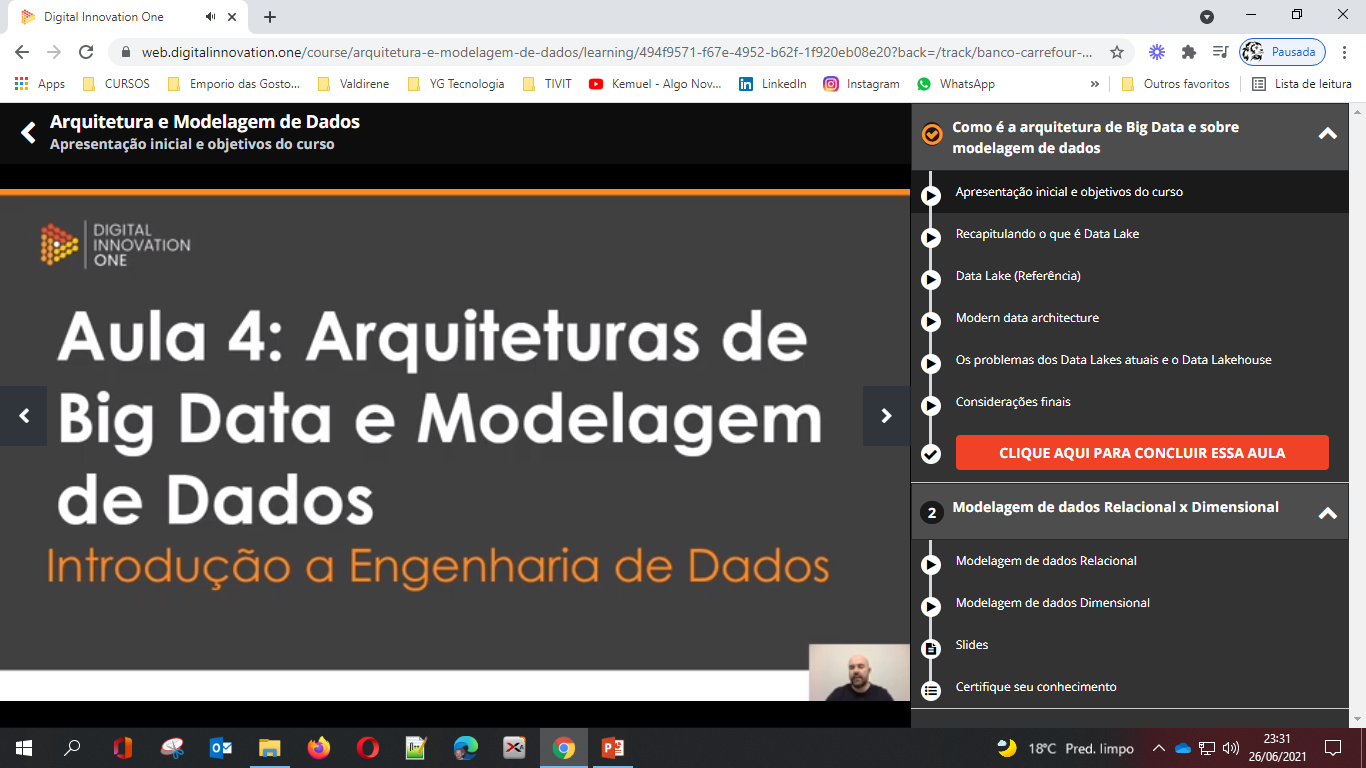 Digital Innovation One
web.digitalinnovation.one/course/arquitetura-e-modelagem-de-dados/learning/494f9571-f67e-4952-b62f-1f920eb08e20?back=/track/banco-carrefour-...
Pausada
Apps
CURSOS
Emporio das Gosto...
Valdirene
YG Tecnologia
TIVIT
Kemuel - Algo Nov...
LinkedIn
Instagram
WhatsApp
»
Outros favoritos
Lista de leitura
Arquitetura e Modelagem de Dados
Apresentação inicial e objetivos do curso
DIGITAL
INNOVATION
ONE
Aula 4: Arquiteturas de
Big Data e Modelagem
de Dados
Introdução a Engenharia de Dados
Como é a arquitetura de Big Data e sobre
modelagem de dados
Apresentação inicial e objetivos do curso
Recapitulando o que é Data Lake
Data Lake (Referência)
Modern data architecture
Os problemas dos Data Lakes atuais e o Data Lakehouse
Considerações finais
CLIQUE AQUI PARA CONCLUIR ESSA AULA
2
Modelagem de dados Relacional x Dimensional
Modelagem de dados Relacional
Modelagem de dados Dimensional
Slides
Certifique seu conhecimento
18°C Pred. limpo
23:31
26/06/2021